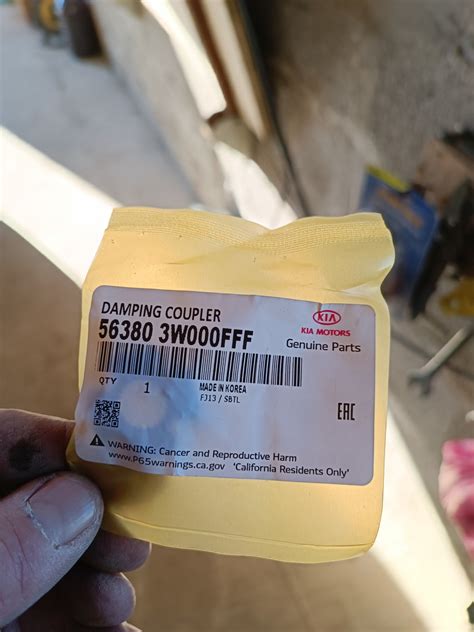 DAMPING COUPLER
56380 3W000FFF
KIA
KIA MOTORS
Genuine Parts
QTY 1
MADE IN KOREA
FJ13 / SBTL
EAC
WARNING: Cancer and Reproductive Harm
www.P65warnings.ca.gov 'California Residents Only'